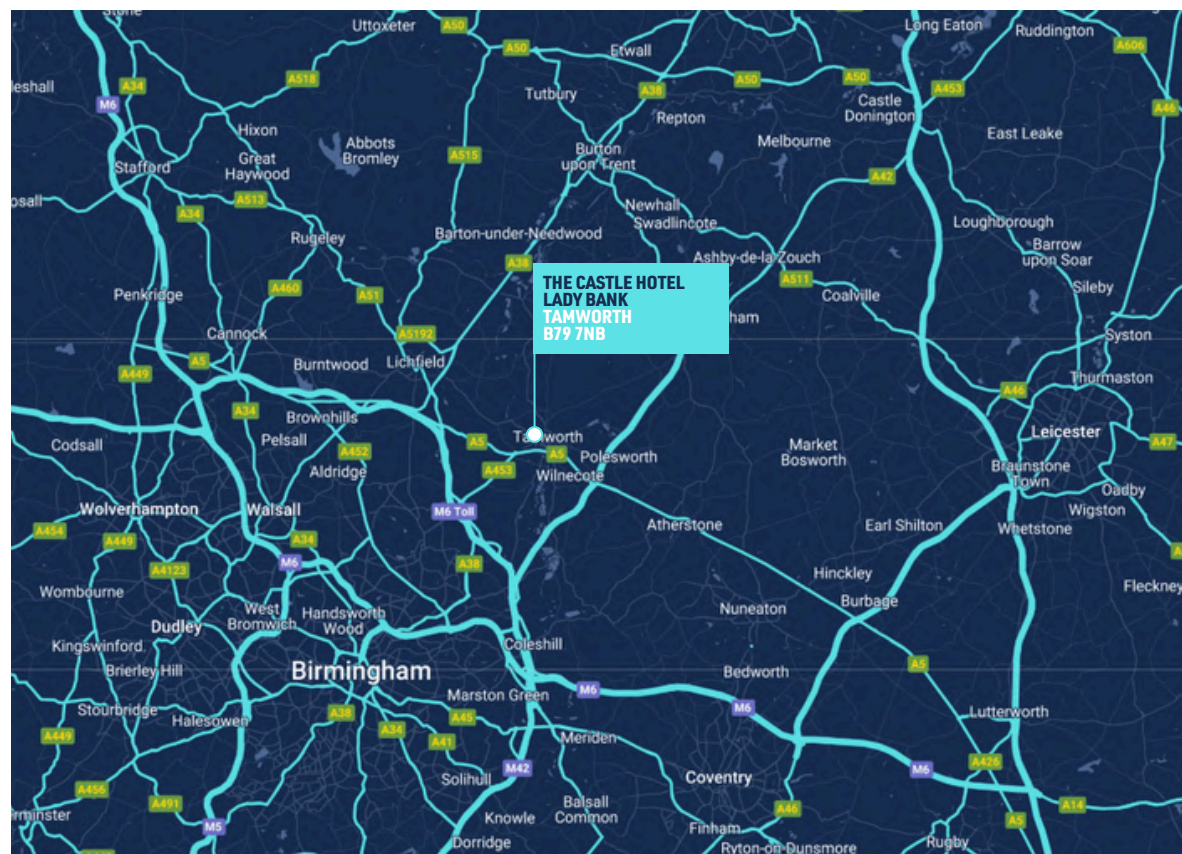 Stone
Uttoxeter
A50
Long Eaton
Ruddington
A50
Etwall
A606
eshall
A34
A518
A50
A50
A453
Tutbury
A38
M6
Castle
Donington
A46
Repton
Hixon
Melbourne
East Leake
Abbots
Bromley
Burton
upon Trent
A515
Stafford
Great
Haywood
A42
osall
A513
A34
Newhall
Swadlincote
Loughborough
Rugeley
Barton-under-Needwood
Barrow
upon Soar
Ashby-de-la Zouch
A38
A511
THE CASTLE HOTEL
LADY BANK
TAMWORTH
B79 7NB
Penkridge
A460
A51
Coalville
Sileby
ham
Cannock
A5192
Syston
A5
Burntwood
Lichfield
A449
Thurmaston
A46
A34
Brownhills
Codsall
Pelsall
A5
Tamworth
Leicester
A47
A452
A5
Market
Bosworth
Polesworth
Aldridge
A453
Wilnecote
Braunstone
Town
Oadby
Wolverhampton
Walsall
M6 Toll
Wigston
A454
Atherstone
Earl Shilton
Whetstone
A449
A34
M6
A4123
A38
Hinckley
Fleckney
Wombourne
West
Bromwich
Handsworth
Wood
Nuneaton
Burbage
Dudley
Kingswinford
Coleshill
Brierley Hill
Birmingham
Bedworth
A5
Marston Green
M6
Stourbridge
Halesowen
A38
A45
M6
Lutterworth
A449
A34
A41
Meriden
M42
M6
A426
Solihull
Coventry
A456
A491
Balsall
Common
A46
A14
rminster
M5
Knowle
A5
Finham
Dorridge
Ryton-on-Dunsmore
Rugby